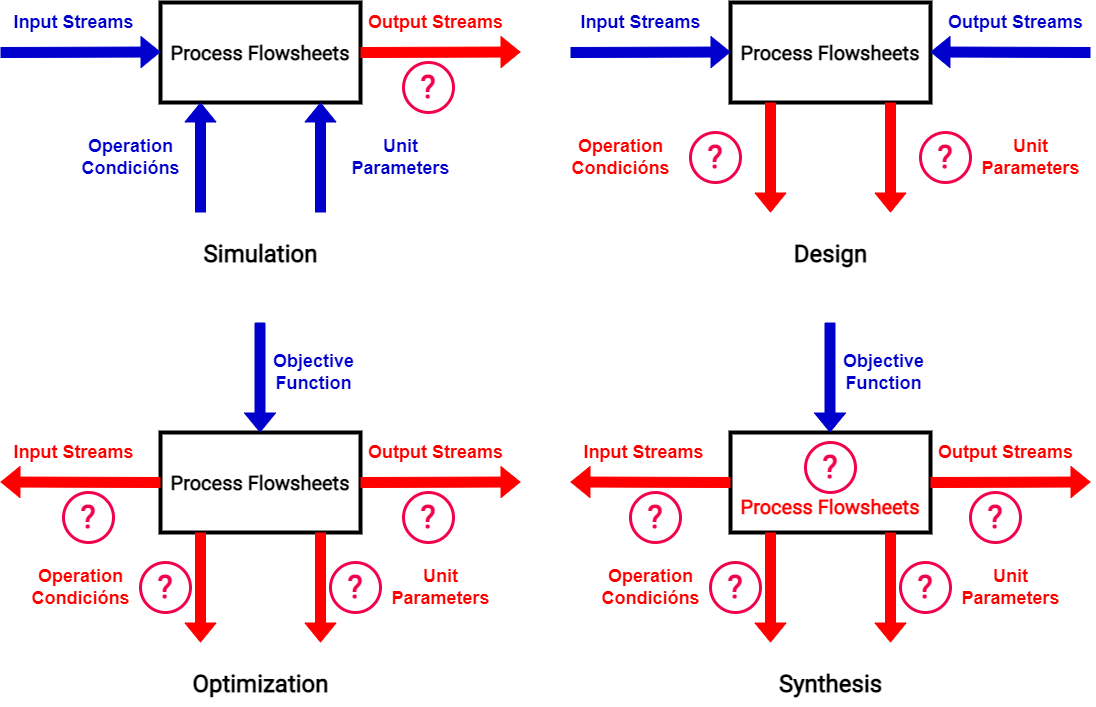 Input Streams
Output Streams
Process Flowsheets
?
Operation
Condicións
Unit
Parameters
Simulation
Input Streams
Output Streams
Process Flowsheets
Operation
Condicións
?
?
Unit
Parameters
Design
Objective
Function
Input Streams
Output Streams
Process Flowsheets
?
?
Operation
Condicións
?
?
Unit
Parameters
Optimization
Objective
Function
Input Streams
?
Output Streams
Process Flowsheets
?
?
Operation
Condicións
?
?
Unit
Parameters
Synthesis